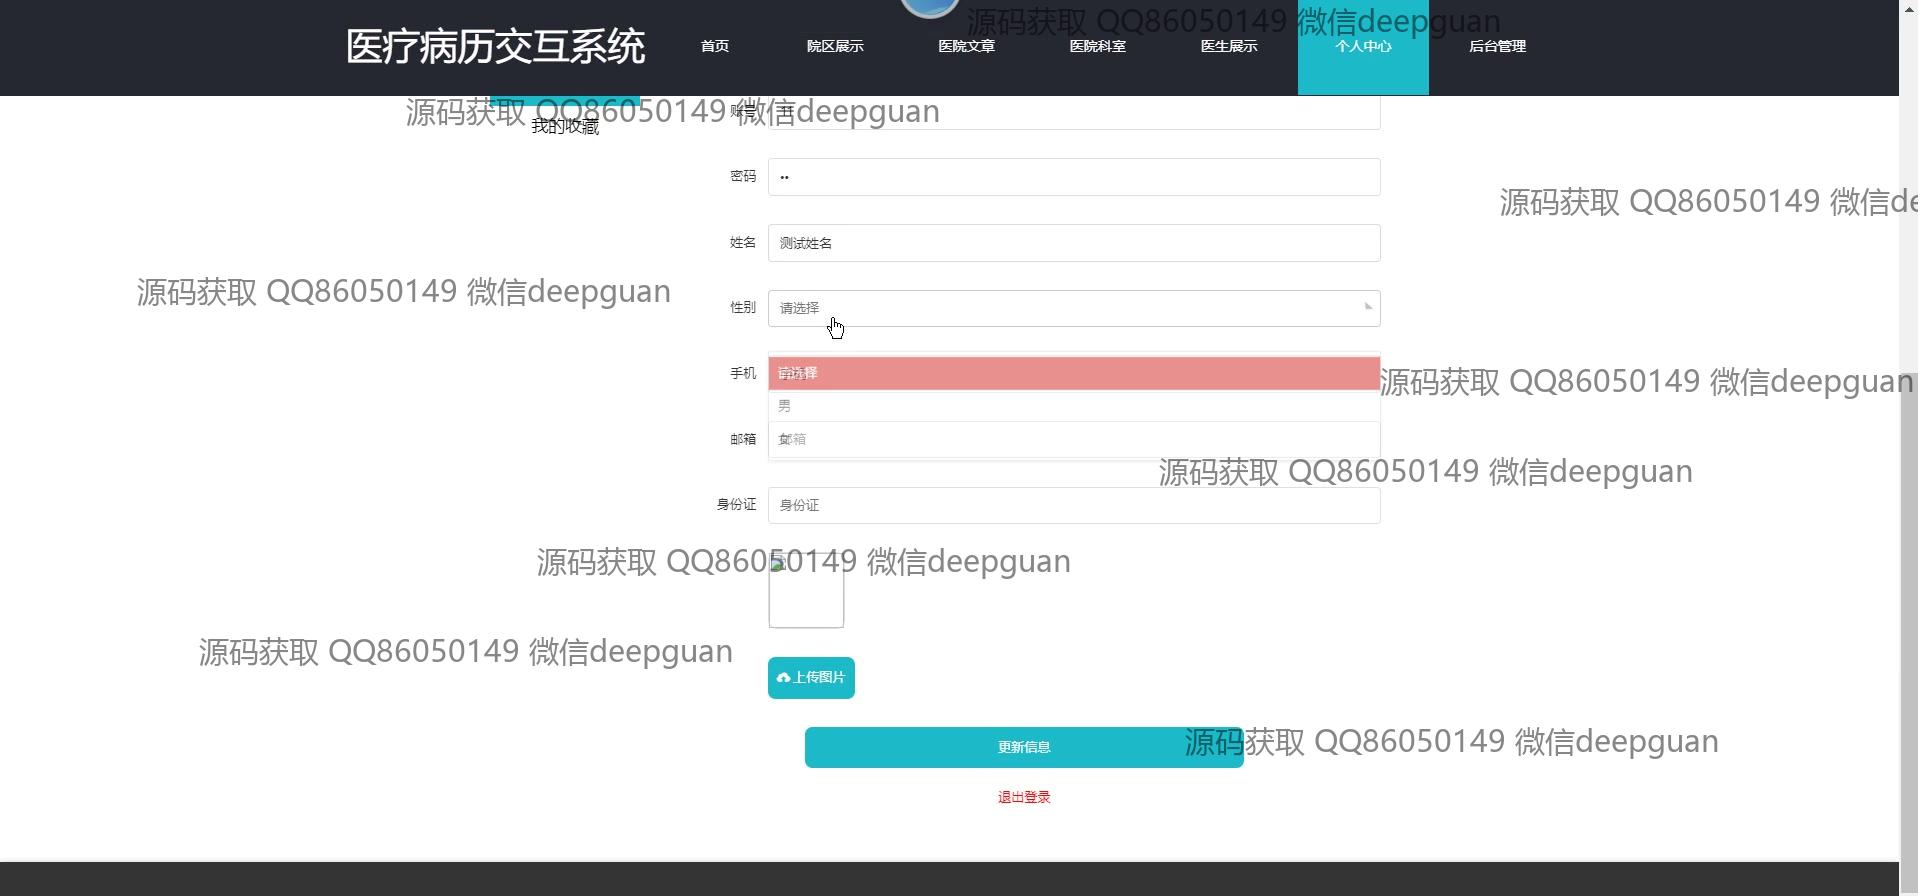 医疗病历交互系统
首页
院区展示
医院文章
医院科室
医生展示
个人中心
后台管理
源码获取 QQ86050149 微信deepguan
源码获取 QQ86050149 微信deepguan
账号
我的收藏
密码
••
源码获取 QQ86050149 微信de
姓名
测试姓名
源码获取 QQ86050149 微信deepguan
性别
请选择
手机
请选择
源码获取 QQ86050149 微信deepguan
男
邮箱
女
邮箱
源码获取 QQ86050149 微信deepguan
身份证
身份证
源码获取 QQ86050149 微信deepguan
源码获取 QQ86050149 微信deepguan
上传图片
更新信息
源码获取 QQ86050149 微信deepguan
退出登录